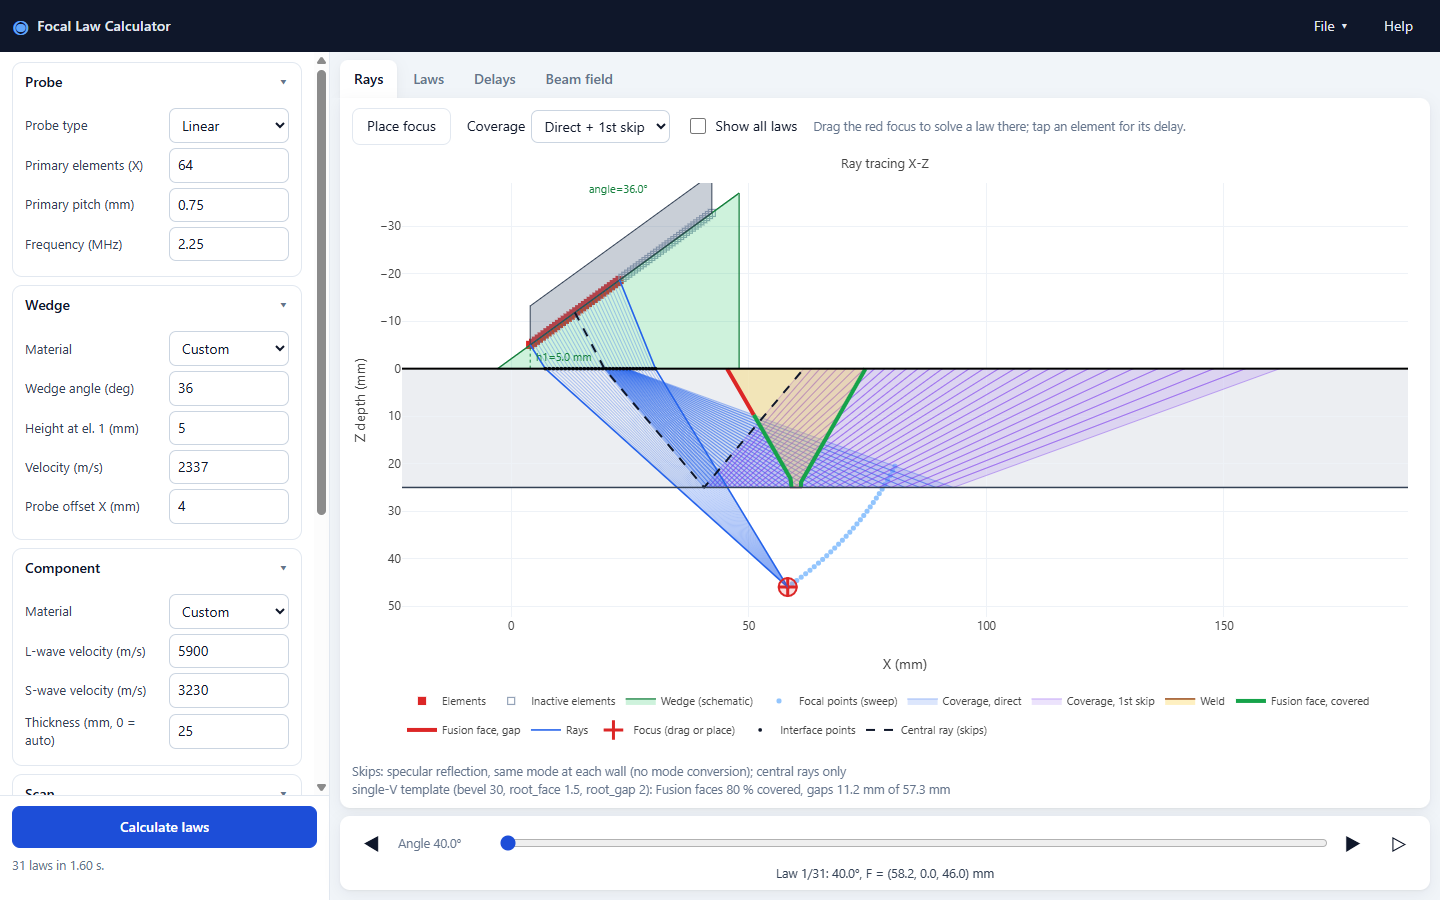 Focal Law Calculator
File ▼
Help
Probe
Probe type
Linear
Primary elements (X)
64
Primary pitch (mm)
0.75
Frequency (MHz)
2.25
Wedge
Material
Custom
Wedge angle (deg)
36
Height at el. 1 (mm)
5
Velocity (m/s)
2337
Probe offset X (mm)
4
Component
Material
Custom
L-wave velocity (m/s)
5900
S-wave velocity (m/s)
3230
Thickness (mm, 0 =
auto)
25
Scan
Calculate laws
31 laws in 1.60 s.
Rays
Laws
Delays
Beam field
Place focus
Coverage
Direct + 1st skip
Show all laws
Drag the red focus to solve a law there; tap an element for its delay.
Ray tracing X-Z
angle=36.0°
h1=5.0 mm
Z depth (mm)
−30
−20
−10
0
10
20
30
40
50
0
50
100
150
X (mm)
Elements
Inactive elements
Wedge (schematic)
Focal points (sweep)
Coverage, direct
Coverage, 1st skip
Weld
Fusion face, covered
Fusion face, gap
Rays
Focus (drag or place)
Interface points
Central ray (skips)
Skips: specular reflection, same mode at each wall (no mode conversion); central rays only
single-V template (bevel 30, root_face 1.5, root_gap 2): Fusion faces 80 % covered, gaps 11.2 mm of 57.3 mm
Angle 40.0°
Law 1/31: 40.0°, F = (58.2, 0.0, 46.0) mm